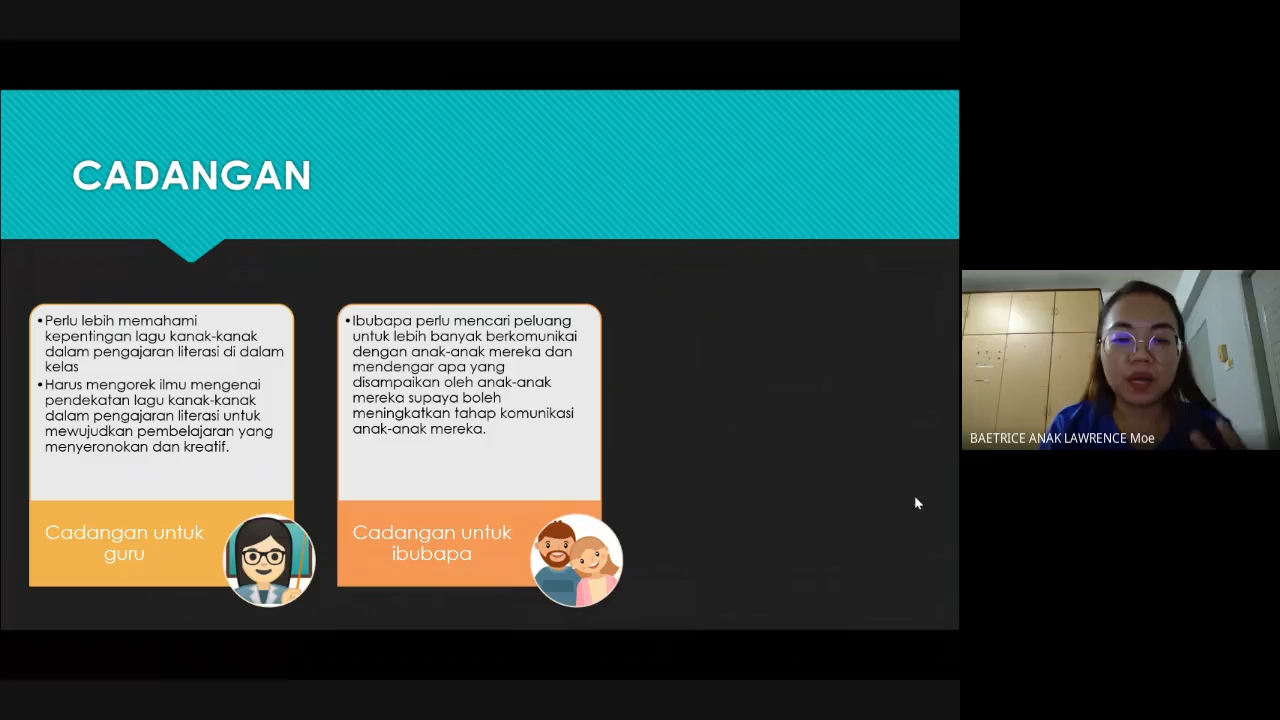 CADANGAN
•Perlu lebih memahami
kepentingan lagu kanak-kanak
dalam pengajaran literasi di dalam
kelas
•Harus mengorek ilmu mengenai
pendekatan lagu kanak-kanak
dalam pengajaran literasi untuk
mewujudkan pembelajaran yang
menyeronokan dan kreatif.
Cadangan untuk
guru
•Ibubapa perlu mencari peluang
untuk lebih banyak berkomunikai
dengan anak-anak mereka dan
mendengar apa yang
disampaikan oleh anak-anak
mereka supaya boleh
meningkatkan tahap komunikasi
anak-anak mereka.
Cadangan untuk
ibubapa
BAETRICE ANAK LAWRENCE Moe